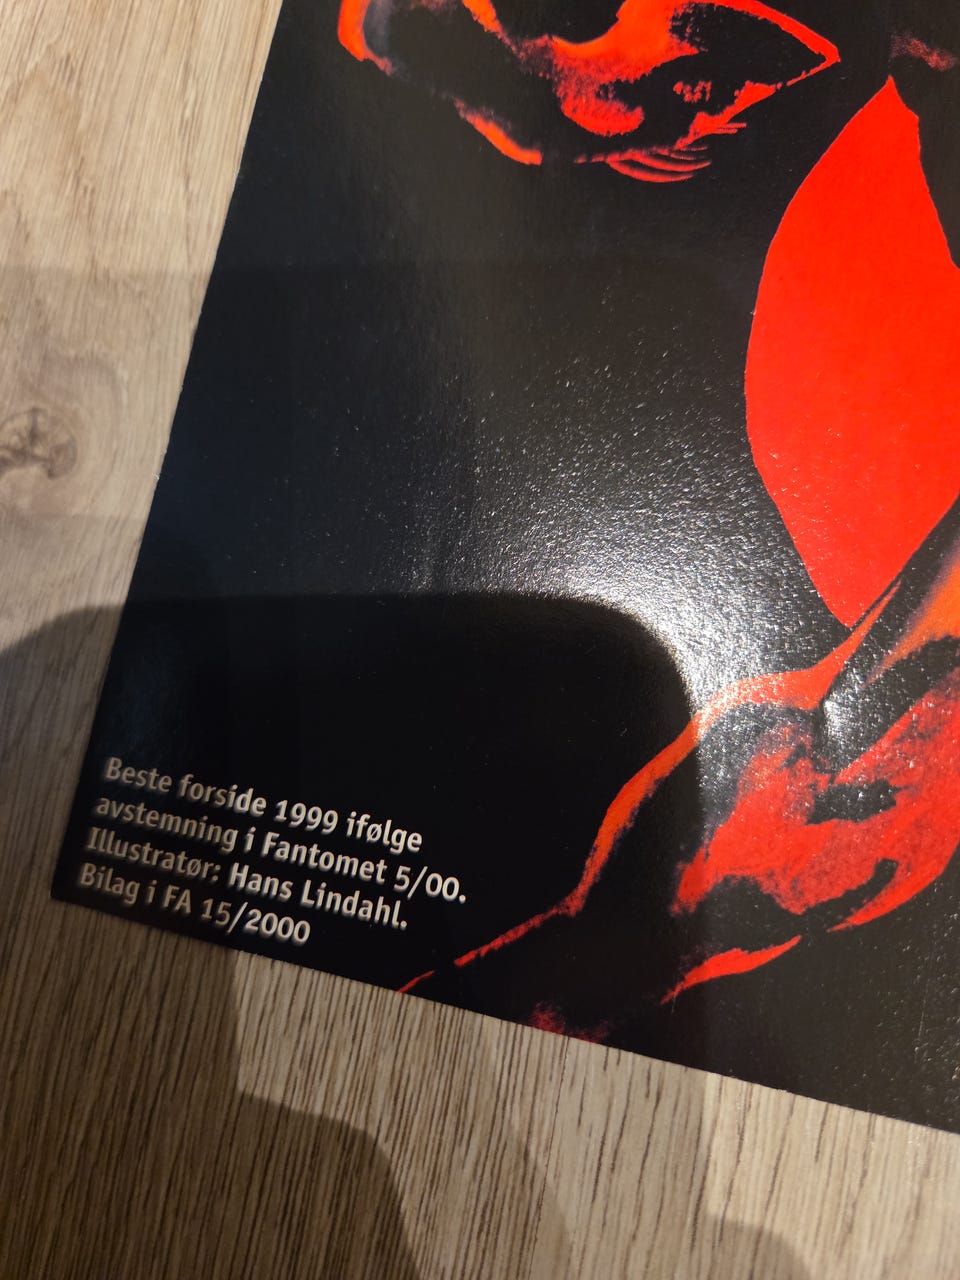 Beste forside 1999 ifølge
avstemning i Fantomet 5/00.
Illustratør: Hans Lindahl.
Bilag i FA 15/2000